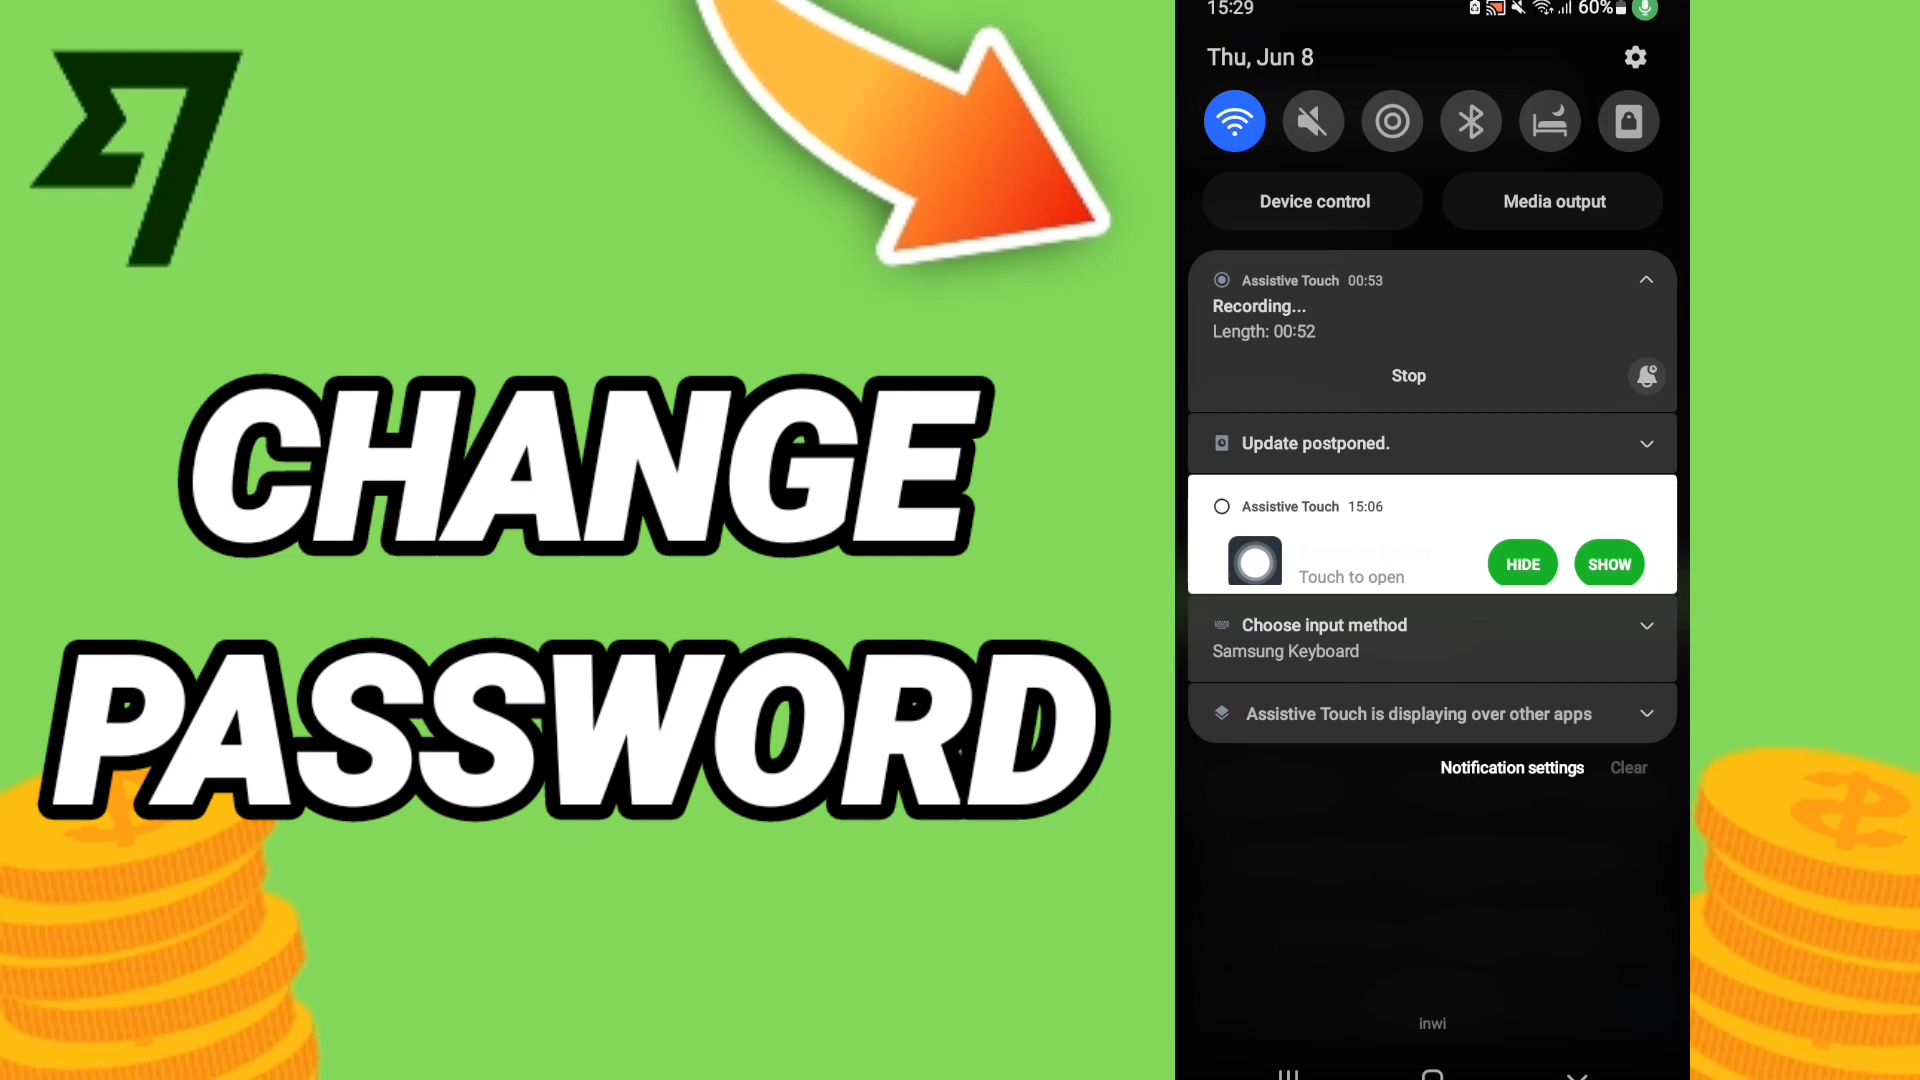 CHANGE
PASSWORD
15:29
60%
Thu, Jun 8
Device control
Media output
Assistive Touch 00:53
Recording...
Length: 00:52
Stop
Update postponed.
Assistive Touch 15:06
Touch to open
HIDE
SHOW
Choose input method
Samsung Keyboard
Assistive Touch is displaying over other apps
Notification settings
Clear
inwi